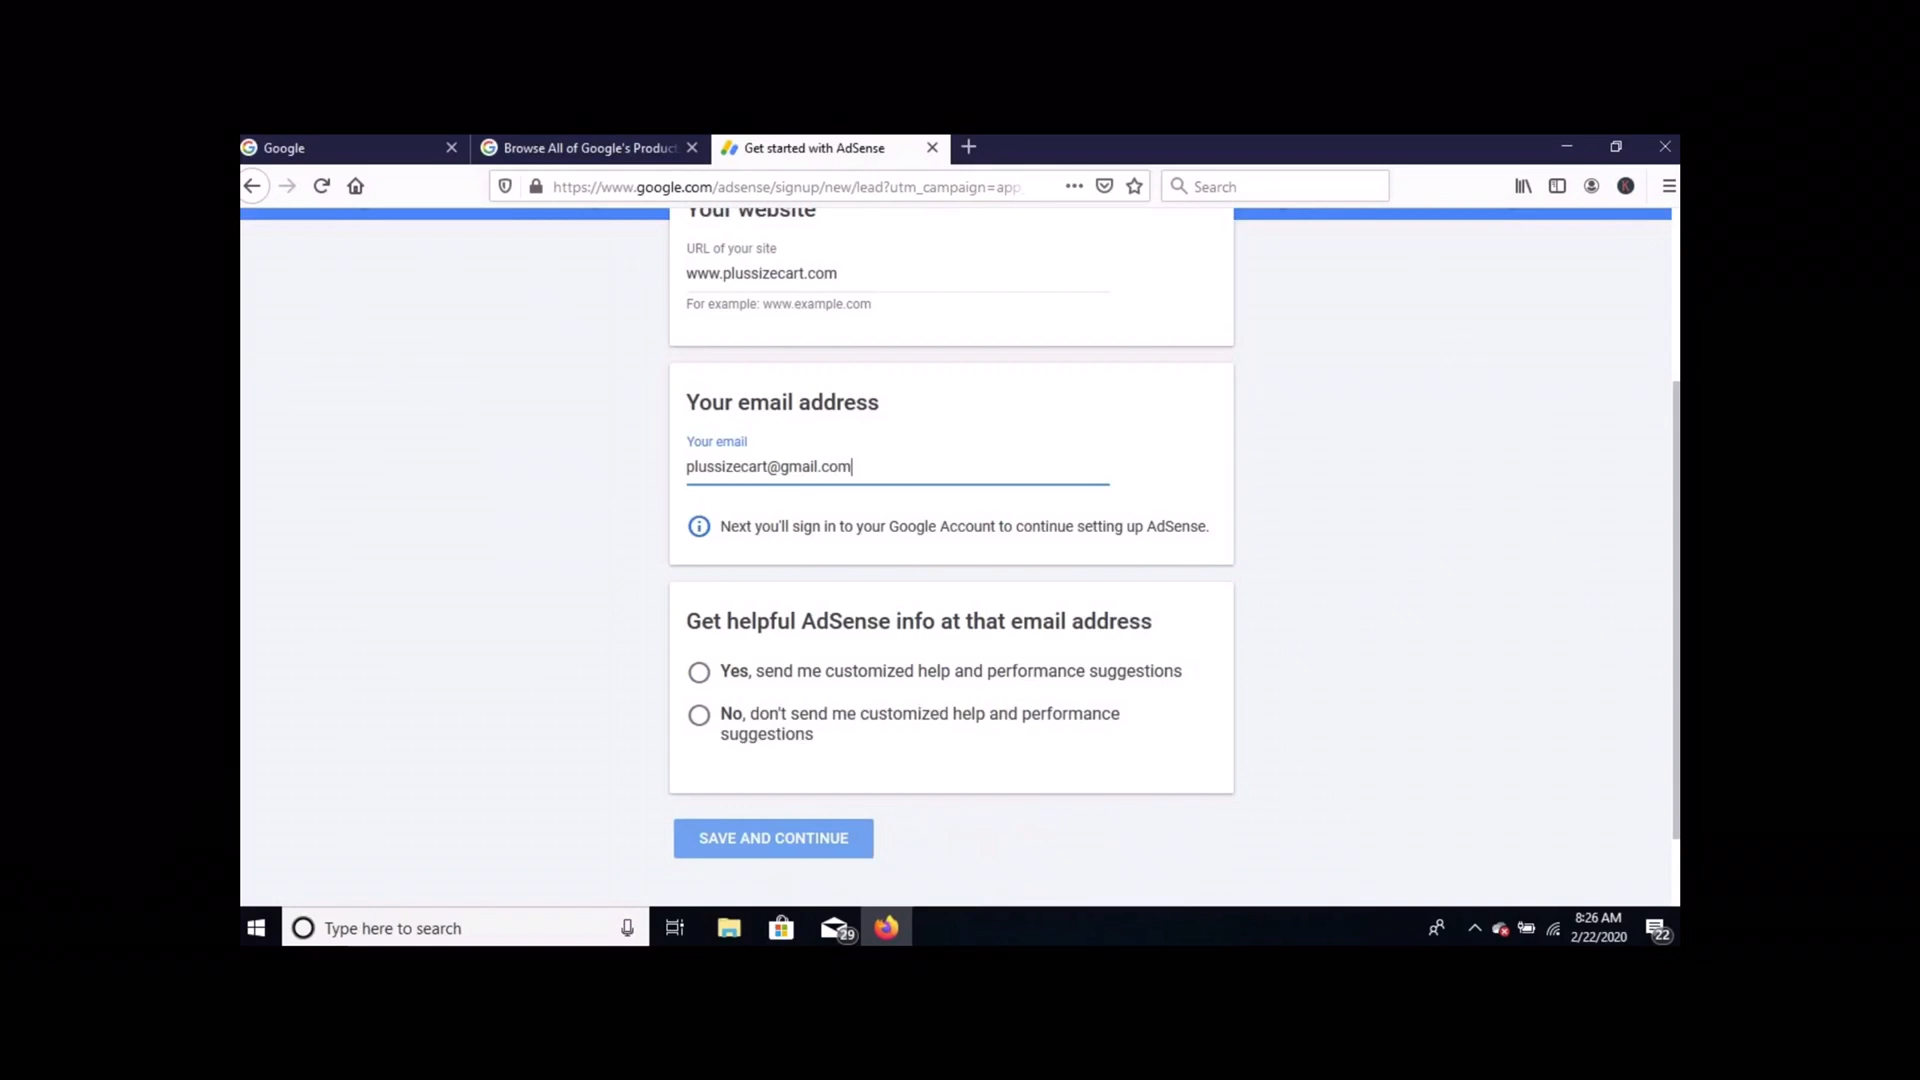 Google
Browse All of Google's Product
Get started with AdSense
https://www.google.com/adsense/signup/new/lead?utm_campaign=app_
Search
Your website
URL of your site
www.plussizecart.com
For example: www.example.com
Your email address
Your email
plussizecart@gmail.com
Next you'll sign in to your Google Account to continue setting up AdSense.
Get helpful AdSense info at that email address
Yes, send me customized help and performance suggestions
No, don't send me customized help and performance
suggestions
SAVE AND CONTINUE
Type here to search
29
8:26 AM
2/22/2020
22
K